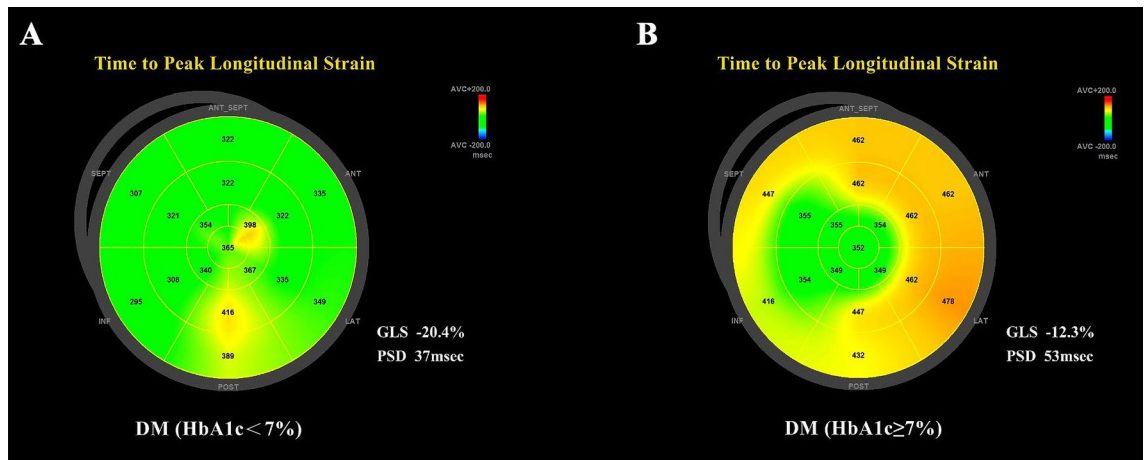 A
Time to Peak Longitudinal Strain
AVC+200.0
AVC -200.0
msec
ANT_SEPT
SEPT
ANT
322
307
335
322
321
322
354
398
365
340
367
308
335
295
349
416
389
INF
LAT
POST
GLS -20.4%
PSD 37msec
DM (HbA1c＜7%)
B
Time to Peak Longitudinal Strain
AVC+200.0
AVC -200.0
msec
ANT_SEPT
SEPT
ANT
462
447
462
462
355
462
355
354
352
349
349
354
462
416
478
447
432
INF
LAT
POST
GLS -12.3%
PSD 53msec
DM (HbA1c≥7%)